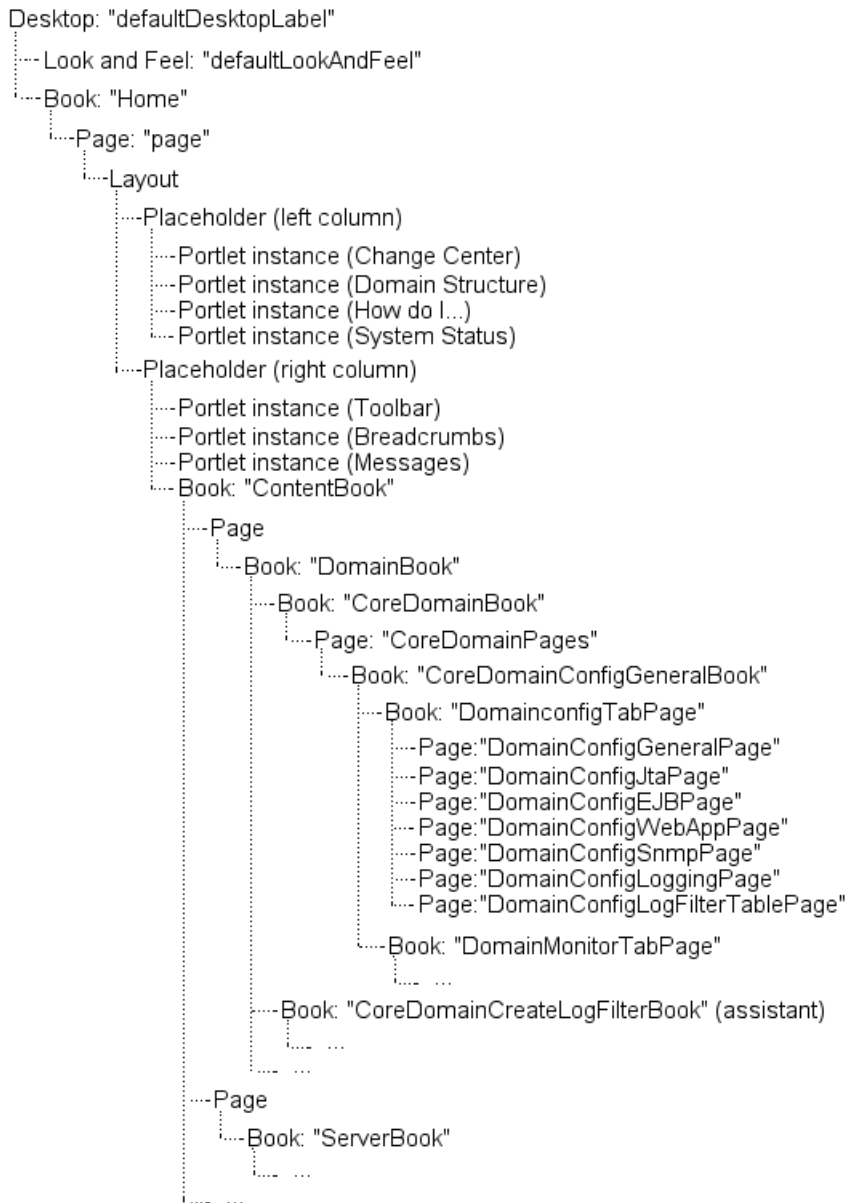 Desktop: "defaultDesktopLabel"
Look and Feel: "defaultLookAndFeel"
Book: "Home"
Page: "page"
Layout
Placeholder (left column)
Portlet instance (Change Center)
Portlet instance (Domain Structure)
Portlet instance (How do I...)
Portlet instance (System Status)
Placeholder (right column)
Portlet instance (Toolbar)
Portlet instance (Breadcrumbs)
Portlet instance (Messages)
Book: "ContentBook"
Page
Book: "DomainBook"
Book: "CoreDomainBook"
Page: "CoreDomainPages"
Book: "CoreDomainConfigGeneralBook"
Book: "DomainconfigTabPage"
Page:"DomainConfigGeneralPage"
Page:"DomainConfigJtaPage"
Page:"DomainConfigEJBPage"
Page:"DomainConfigWebAppPage"
Page:"DomainConfigSnmpPage"
Page:"DomainConfigLoggingPage"
Page:"DomainConfigLogFilterTablePage"
Book: "DomainMonitorTabPage"
...
Book: "CoreDomainCreateLogFilterBook" (assistant)
...
...
Page
Book: "ServerBook"
...
...